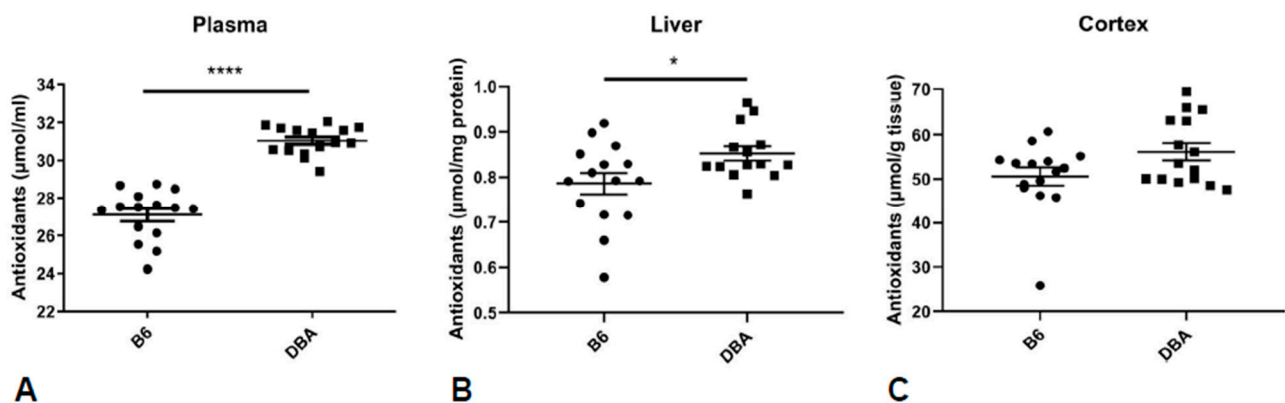 Plasma
****
Antioxidants (µmol/ml)
34
32
30
28
26
24
22
B6
DBA
A
Liver
*
Antioxidants (µmol/mg protein)
1.0
0.9
0.8
0.7
0.6
0.5
B6
DBA
B
Cortex
Antioxidants (µmol/g tissue)
70
60
50
40
30
20
B6
DBA
C